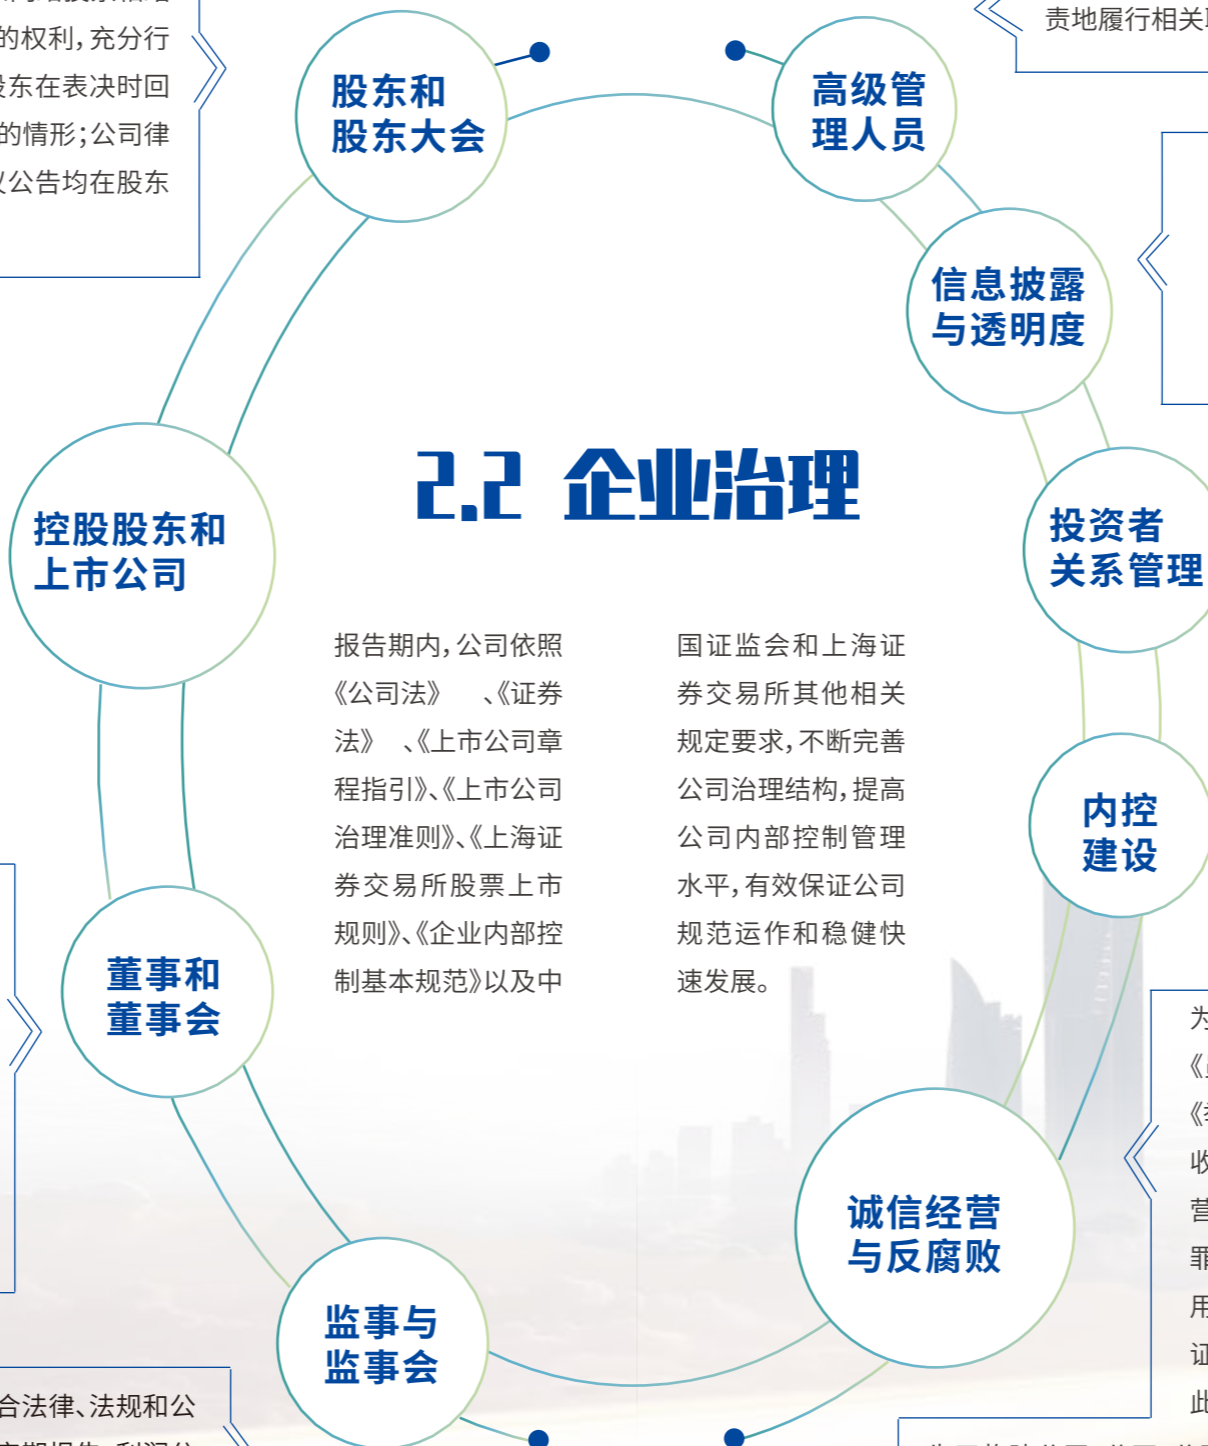 的权利，充分行
股东在表决时回
的情形；公司律
议公告均在股东
责地履行相关
股东和
股东大会
高级管
理人员
信息披露
与透明度
控股股东和
上市公司
投资者
关系管理
内控
建设
董事和
董事会
诚信经营
与反腐败
监事与
监事会
2.2 企业治理
报告期内，公司依照
《公司法》 、《证券
法》 、《上市公司章
程指引》、《上市公司
治理准则》、《上海证
券交易所股票上市
规则》、《企业内部控
制基本规范》以及中
国证监会和上海证
券交易所其他相关
规定要求，不断完善
公司治理结构，提高
公司内部控制管理
水平，有效保证公司
规范运作和稳健快
速发展。
为
《
《
收
营
罪
用
证
此
合法律、法规和公